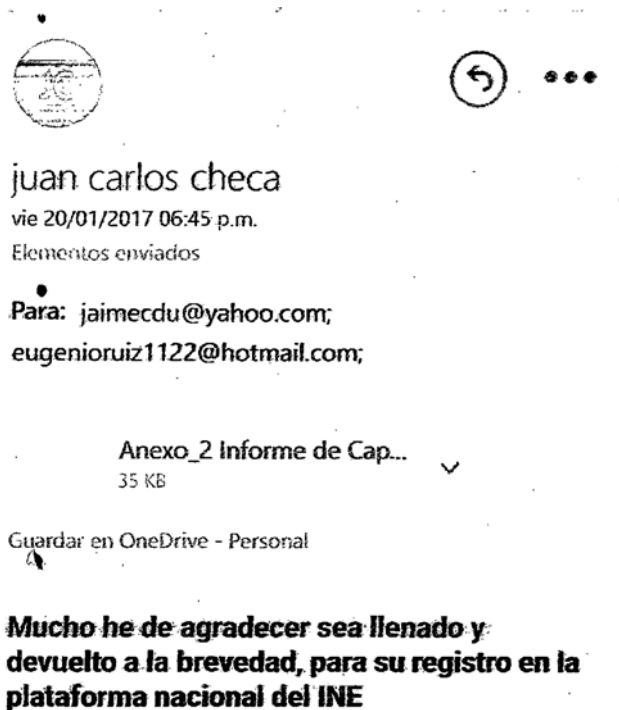 juan carlos checa
vie 20/01/2017 06:45 p.m.
Elementos enviados
Para: jaimecdu@yahoo.com;
eugenioruiz1122@hotmail.com;
Anexo_2 Informe de Cap...
35 KB
Guardar en OneDrive - Personal
Mucho he de agradecer sea llenado y
devuelto a la brevedad, para su registro en la
plataforma nacional del INE